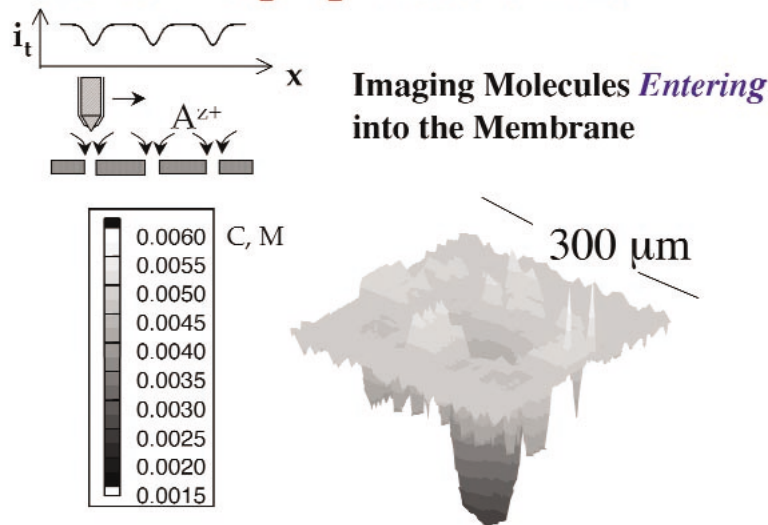 i_t
x
A^z+
Imaging Molecules Entering
into the Membrane
C, M
0.0060
0.0055
0.0050
0.0045
0.0040
0.0035
0.0030
0.0025
0.0020
0.0015
300 μm